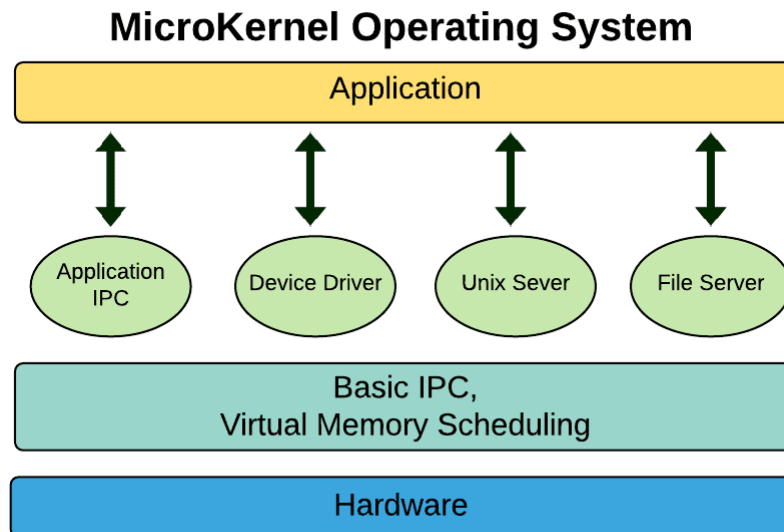 MicroKernel Operating System
Application
Application
IPC
Device Driver
Unix Sever
File Server
Basic IPC,
Virtual Memory Scheduling
Hardware